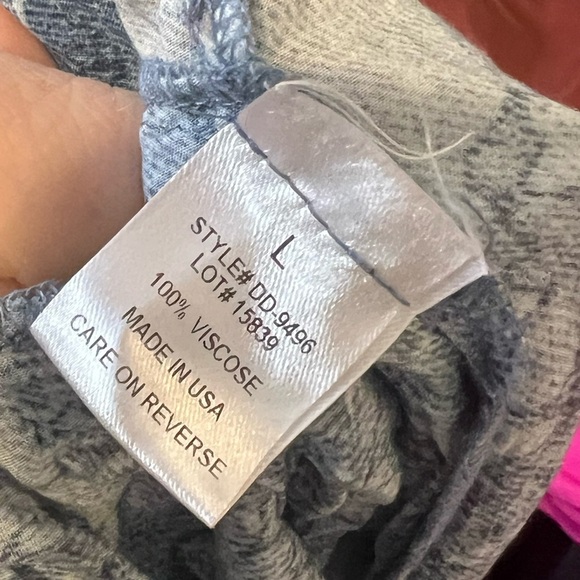 L
STYLE# DD-9496
LOT# 15839
100% VISCOSE
MADE IN USA
CARE ON REVERSE